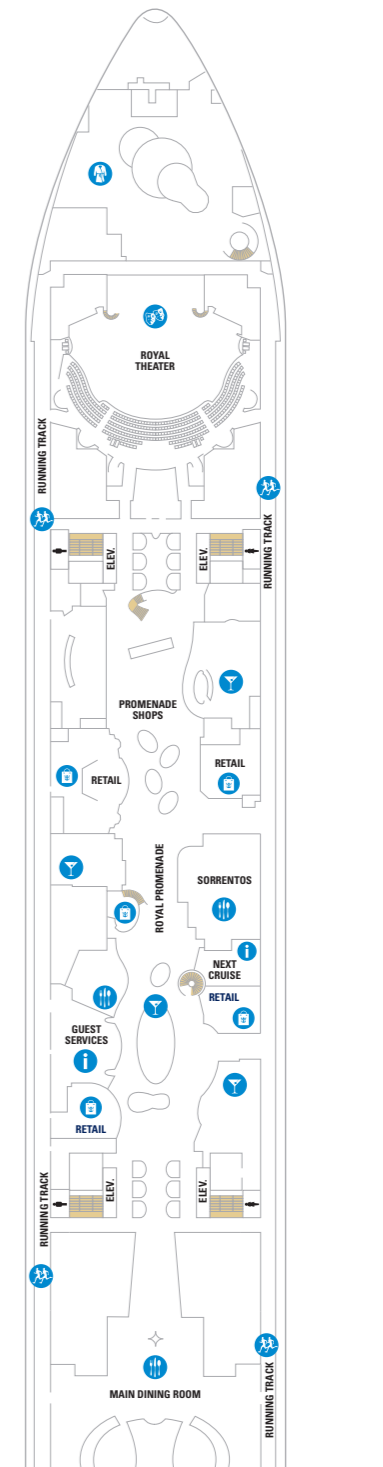 ROYAL
THEATER
RUNNING TRACK
RUNNING TRACK
ELEV.
ELEV.
PROMENADE
SHOPS
RETAIL
RETAIL
ROYAL PROMENADE
SORRENTOS
NEXT
CRUISE
RETAIL
GUEST
SERVICES
i
i
RETAIL
ELEV.
ELEV.
RUNNING TRACK
RUNNING TRACK
MAIN DINING ROOM